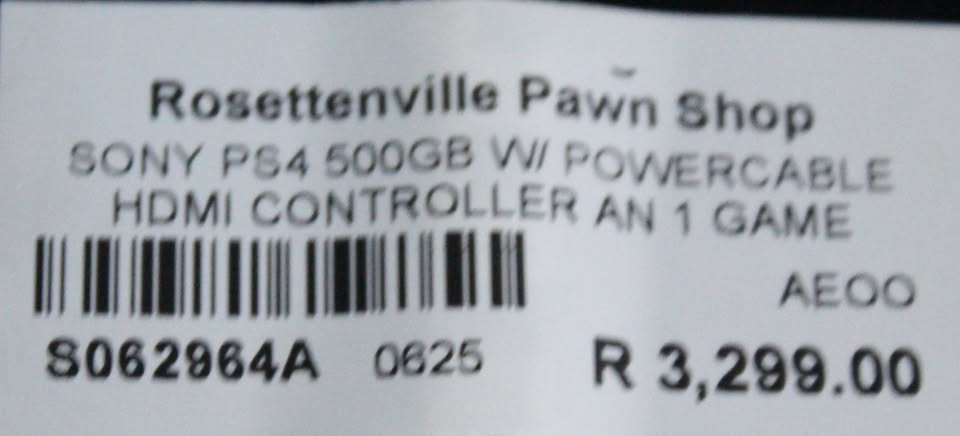 Rosettenville Pawn Shop
SONY PS4 500GB W/ POWERCABLE
HDMI CONTROLLER AN 1 GAME
AEOO
S062964A 0625 R 3,299.00